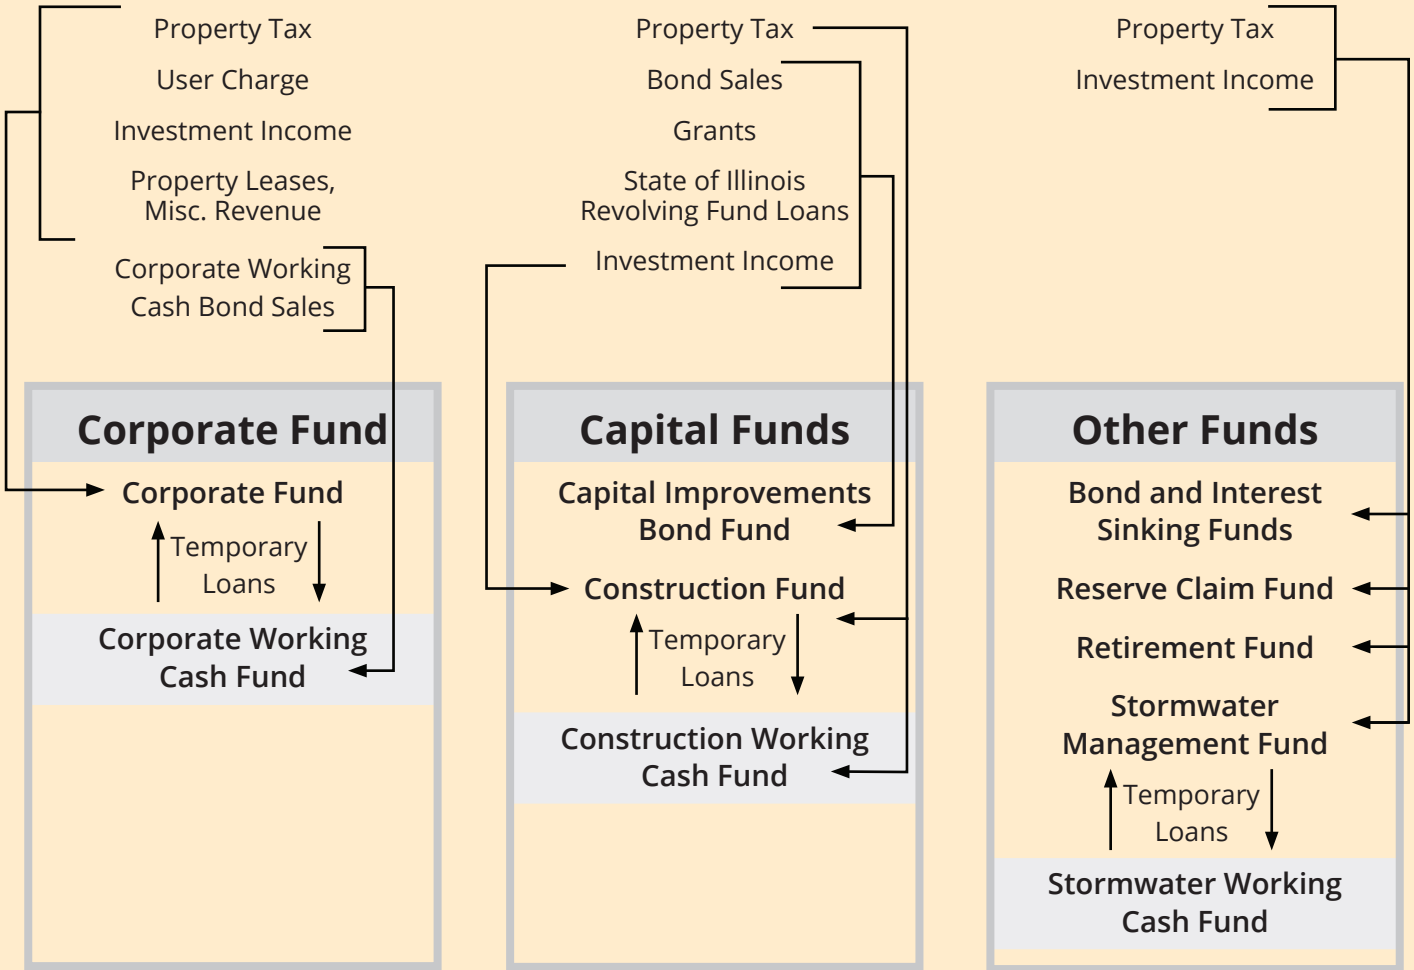 Property Tax
User Charge
Investment Income
Property Leases,
Misc. Revenue
Corporate Working
Cash Bond Sales
Corporate Fund
Corporate Fund
Temporary
Loans
Corporate Working
Cash Fund
Property Tax
Bond Sales
Grants
State of Illinois
Revolving Fund Loans
Investment Income
Capital Funds
Capital Improvements
Bond Fund
Construction Fund
Temporary
Loans
Construction Working
Cash Fund
Property Tax
Investment Income
Other Funds
Bond and Interest
Sinking Funds
Reserve Claim Fund
Retirement Fund
Stormwater
Management Fund
Temporary
Loans
Stormwater Working
Cash Fund